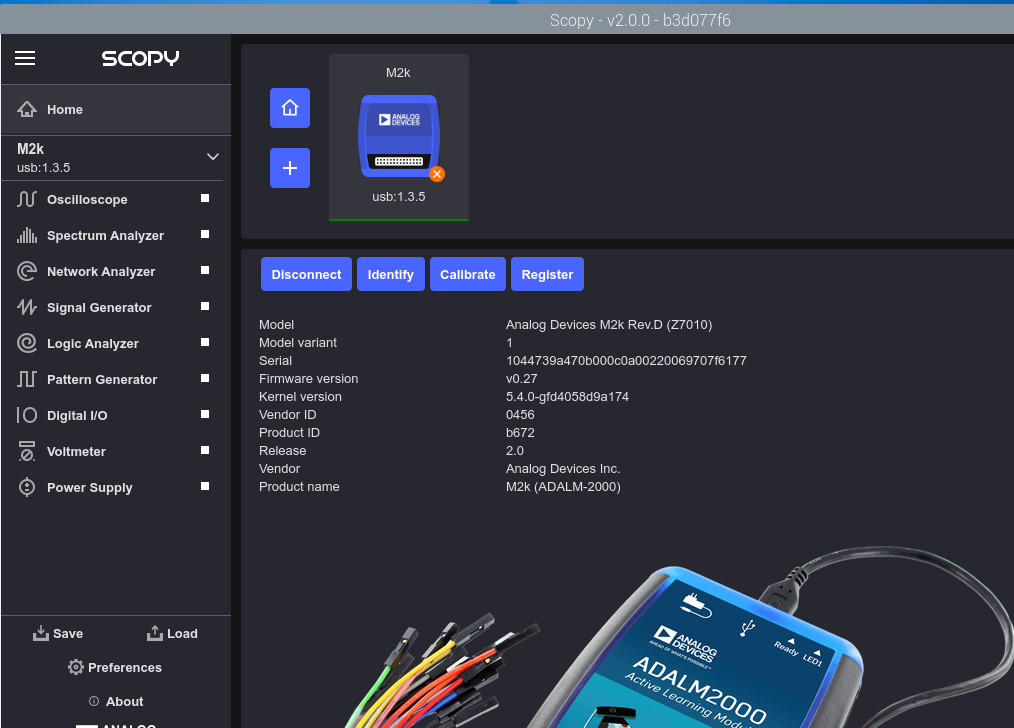 Scopy - v2.0.0 - b3d077f6
SCOPY
Home
M2k
usb:1.3.5
Oscilloscope
Spectrum Analyzer
Network Analyzer
Signal Generator
Logic Analyzer
Pattern Generator
Digital I/O
Voltmeter
Power Supply
Save
Load
Preferences
About
ANALOG
M2k
ANALOG
DEVICES
usb:1.3.5
Disconnect
Identify
Calibrate
Register
Model Analog Devices M2k Rev.D (Z7010)
Model variant 1
Serial 1044739a470b000c0a00220069707f6177
Firmware version v0.27
Kernel version 5.4.0-gfd4058d9a174
Vendor ID 0456
Product ID b672
Release 2.0
Vendor Analog Devices Inc.
Product name M2k (ADALM-2000)
ANALOG
DEVICES
AHEAD OF WHAT'S POSSIBLE™
Ready
LED1
ADALM2000
Active Learning Mod